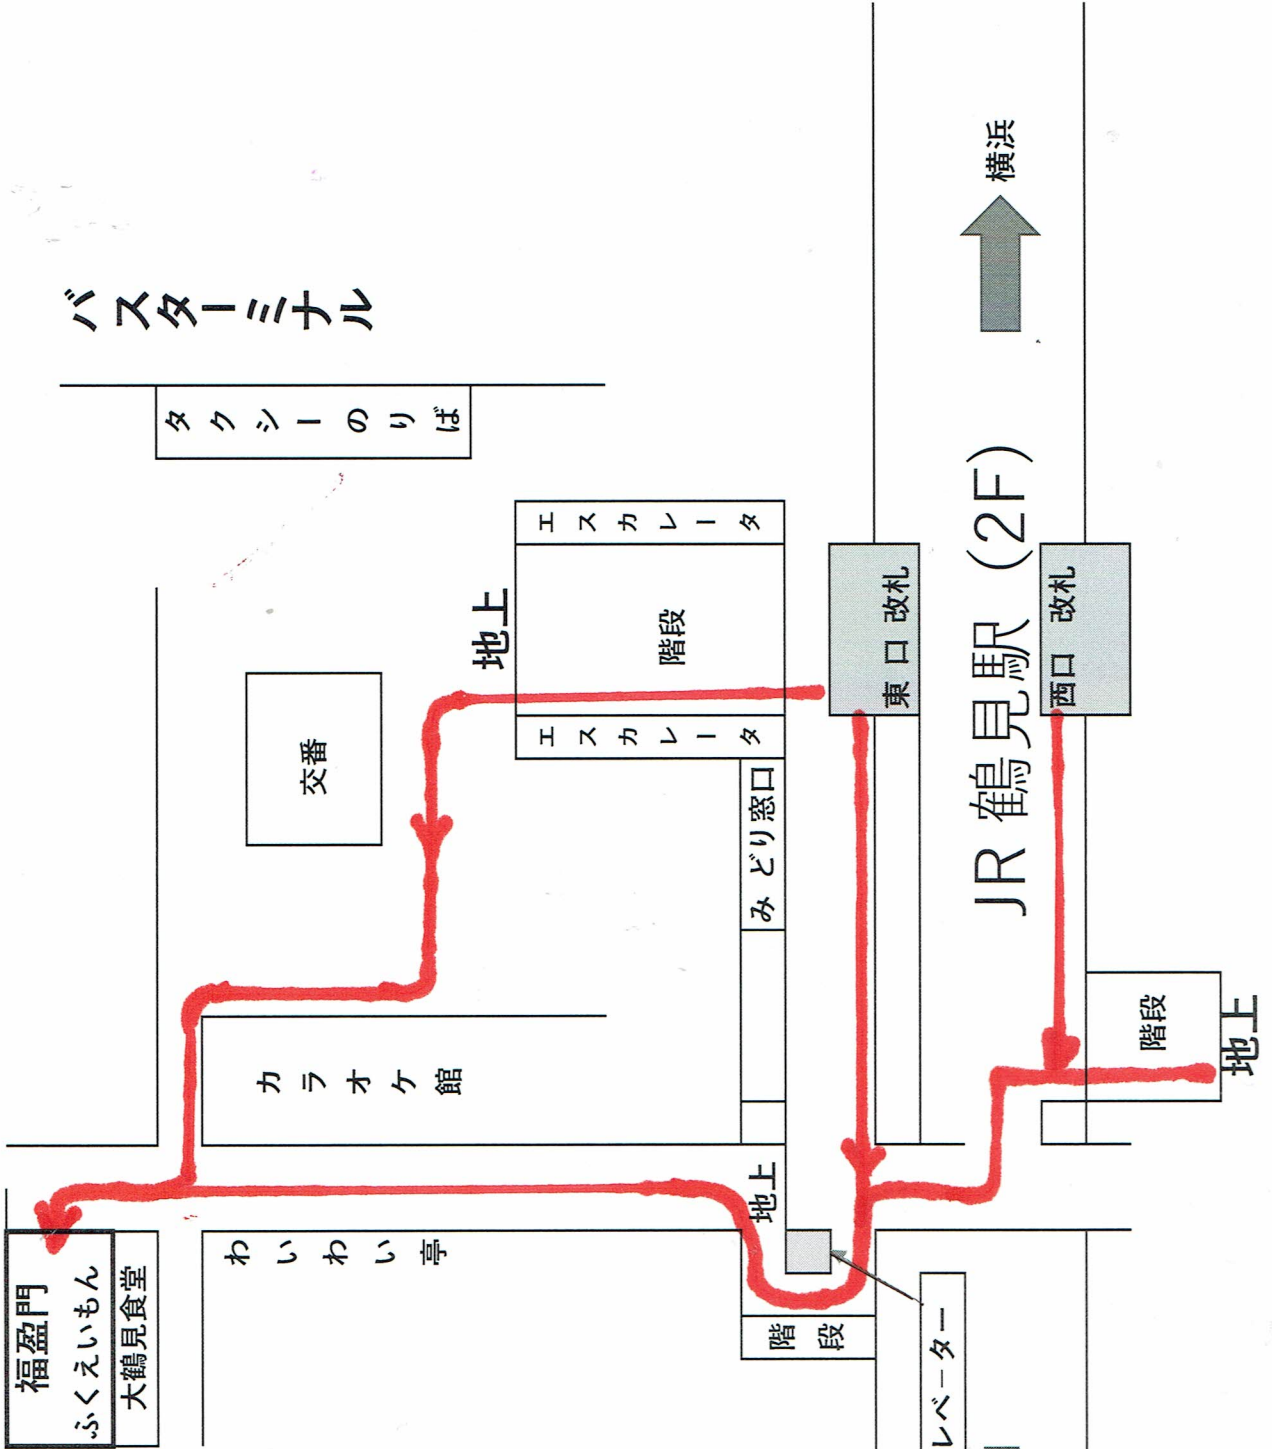 福盈門
ふくえいもん
大鶴見食堂
わいわい亭
カラオケ館
交番
バスターミナル
タクシーのりば
地上
エスカレータ
階段
エスカレータ
みどり窓口
地上
階段
東口 改札
JR 鶴見駅 (2F)
横浜
西口 改札
階段
地上
レベーター